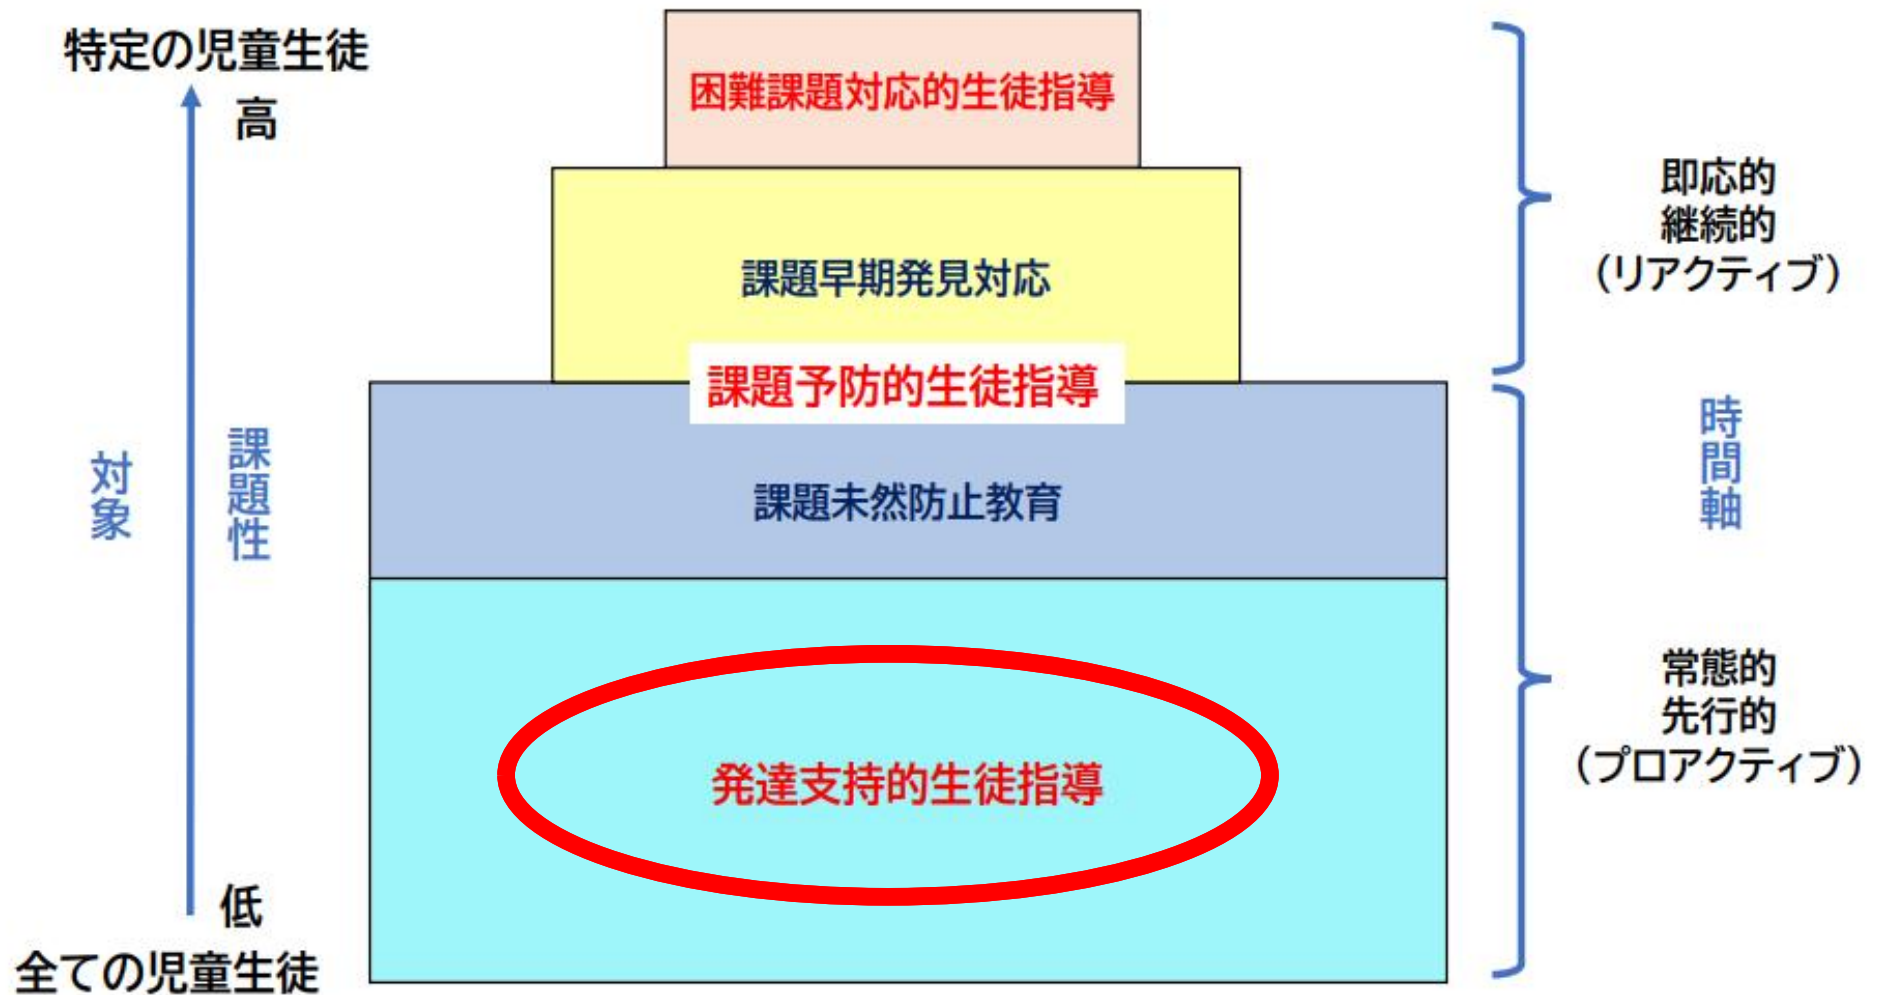 特定の児童生徒
高
対象
課題性
低
全ての児童生徒
困難課題対応的生徒指導
課題早期発見対応
課題予防的生徒指導
課題未然防止教育
発達支持的生徒指導
即応的
継続的
（リアクティブ）
時間軸
常態的
先行的
（プロアクティブ）